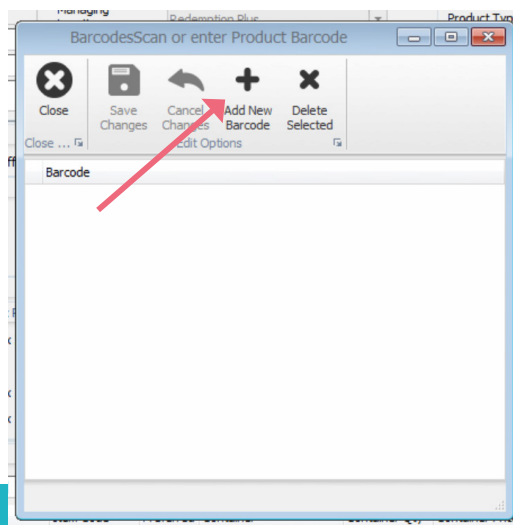 Managing
Redemption Plus
Product Typ
BarcodesScan or enter Product Barcode
Close
Save Changes
Cancel Changes
Add New Barcode
Delete Selected
Close ...
Edit Options
Barcode